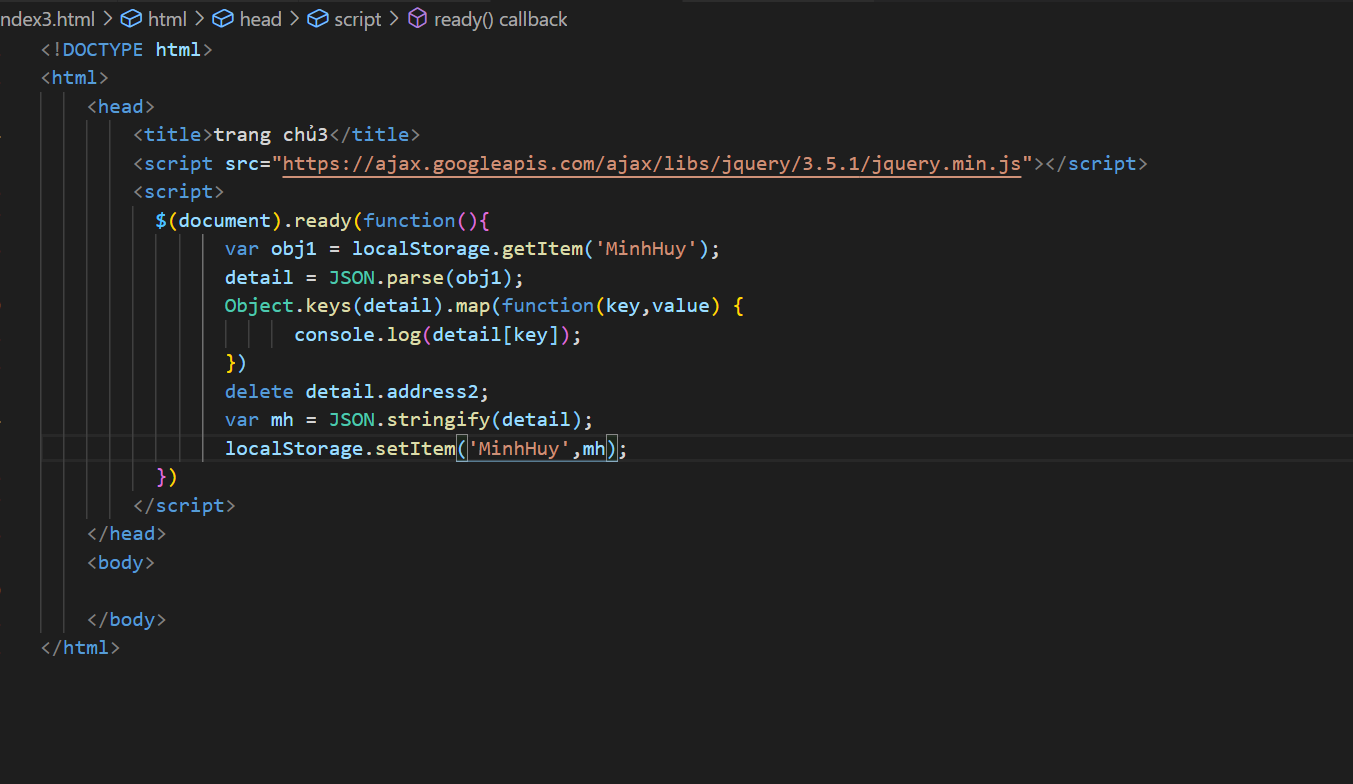 ndex3.html > html > head > script > ready() callback
<!DOCTYPE html>
<html>
<head>
<title>trang chủ3</title>
<script src="https://ajax.googleapis.com/ajax/libs/jquery/3.5.1/jquery.min.js"></script>
<script>
$(document).ready(function(){
var obj1 = localStorage.getItem('MinhHuy');
detail = JSON.parse(obj1);
Object.keys(detail).map(function(key,value) {
console.log(detail[key]);
})
delete detail.address2;
var mh = JSON.stringify(detail);
localStorage.setItem('MinhHuy',mh);
})
</script>
</head>
<body>
</body>
</html>